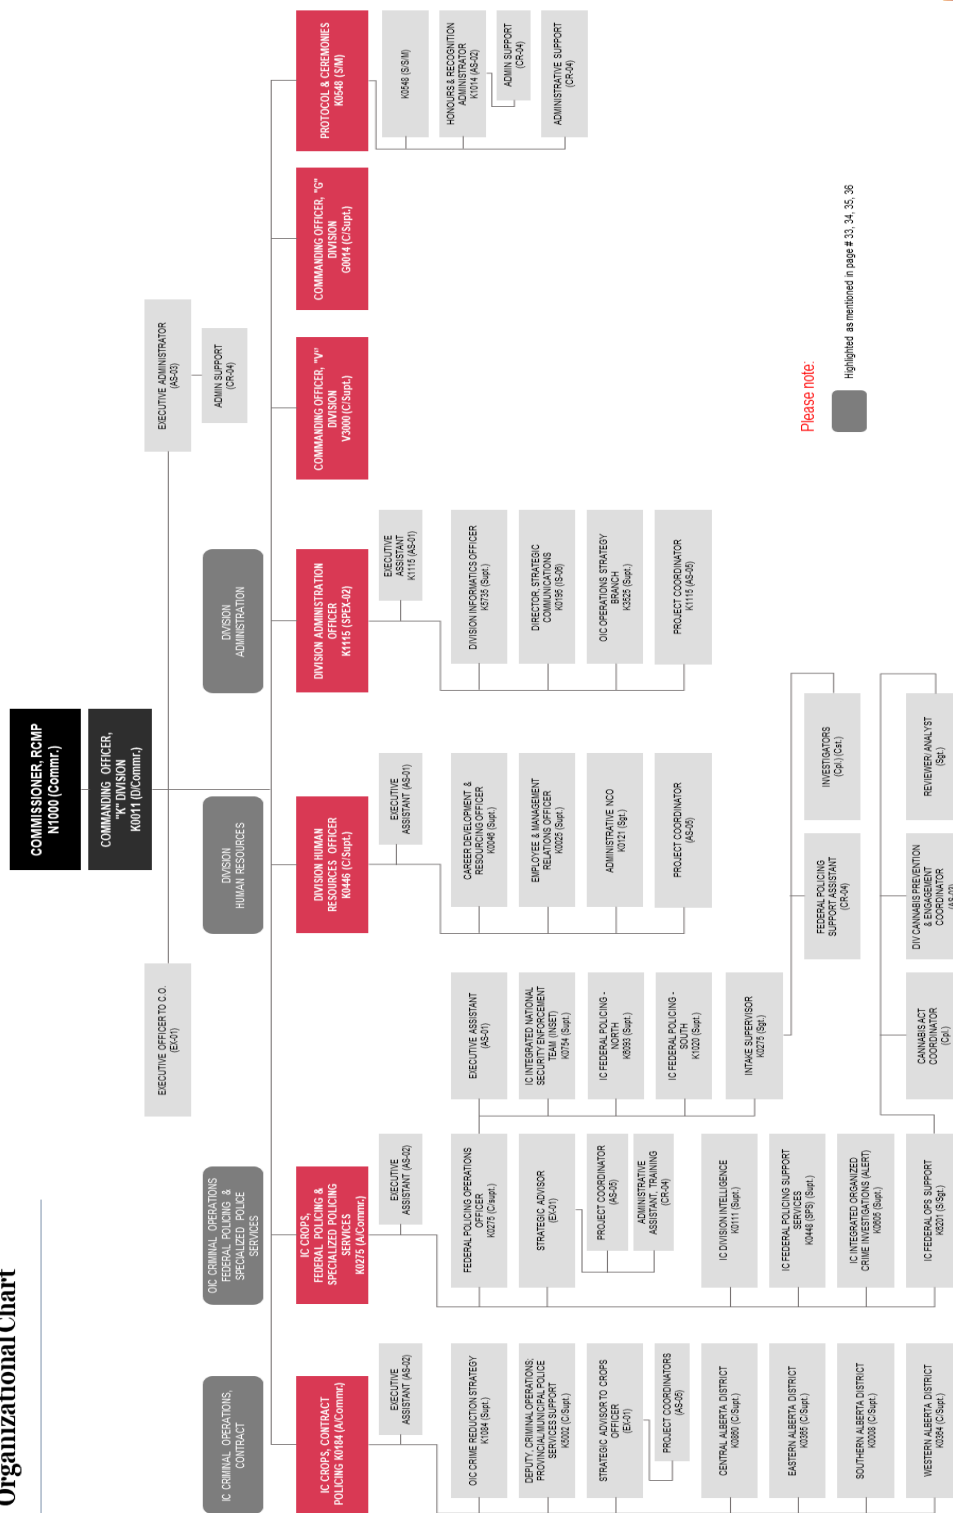 Organizational Chart
COMMISSIONER, RCMP
N1000 (Commr.)
COMMANDING OFFICER,
"K" DIVISION
K0011 (D/Commr.)
EXECUTIVE OFFICER TO C.O.
(EX-01)
EXECUTIVE ADMINISTRATOR
(AS-03)
ADMIN SUPPORT
(CR-04)
IC CRIMINAL OPERATIONS,
CONTRACT
OIC CRIMINAL OPERATIONS
FEDERAL POLICING &
SPECIALIZED POLICE
SERVICES
DIVISION
HUMAN RESOURCES
DIVISION
ADMINISTRATION
IC CROPS, CONTRACT
POLICING K0184 (A/Commr.)
EXECUTIVE
ASSISTANT (AS-02)
OIC CRIME REDUCTION STRATEGY
K1084 (Supt.)
DEPUTY, CRIMINAL OPERATIONS:
PROVINCIAL/MUNICIPAL POLICE
SERVICES SUPPORT
K5002 (C/Supt.)
STRATEGIC ADVISOR TO CROPS
OFFICER
(EX-01)
PROJECT COORDINATORS
(AS-05)
CENTRAL ALBERTA DISTRICT
K0860 (C/Supt.)
EASTERN ALBERTA DISTRICT
K0365 (C/Supt.)
SOUTHERN ALBERTA DISTRICT
K0008 (C/Supt.)
WESTERN ALBERTA DISTRICT
K0364 (C/Supt.)
IC CROPS,
FEDERAL POLICING &
SPECIALIZED POLICING
SERVICES
K0275 (A/Commr.)
EXECUTIVE
ASSISTANT (AS-02)
FEDERAL POLICING OPERATIONS
OFFICER
K0275 (C/supt.)
STRATEGIC ADVISOR
(EX-01)
PROJECT COORDINATOR
(AS-05)
ADMINISTRATIVE
ASSISTANT, TRAINING
(CR-04)
IC DIVISION INTELLIGENCE
K0111 (Supt.)
IC FEDERAL POLICING SUPPORT
SERVICES
K0448 (SPS) (Supt.)
IC INTEGRATED ORGANIZED
CRIME INVESTIGATIONS (ALERT)
K0605 (Supt.)
IC FEDERAL OPS SUPPORT
K6201 (S/Sgt.)
EXECUTIVE ASSISTANT
(AS-01)
IC INTEGRATED NATIONAL
SECURITY ENFORCEMENT
TEAM (INSET)
K0754 (Supt.)
IC FEDERAL POLICING -
NORTH
K6093 (Supt.)
IC FEDERAL POLICING -
SOUTH
K1020 (Supt.)
INTAKE SUPERVISOR
K0275 (Sgt.)
FEDERAL POLICING
SUPPORT ASSISTANT
(CR-04)
INVESTIGATORS
(Cpl.) (Cst.)
CANNABIS ACT
COORDINATOR
(Cpl.)
DIV CANNABIS PREVENTION
& ENGAGEMENT
COORDINATOR
REVIEWER/ ANALYST
(Sgt.)
DIVISION HUMAN
RESOURCES OFFICER
K0446 (C/Supt.)
EXECUTIVE
ASSISTANT (AS-01)
CAREER DEVELOPMENT &
RESOURCING OFFICER
K0046 (Supt.)
EMPLOYEE & MANAGEMENT
RELATIONS OFFICER
K0025 (Supt.)
ADMINISTRATIVE NCO
K0121 (Sgt.)
PROJECT COORDINATOR
(AS-05)
DIVISION ADMINISTRATION
OFFICER
K1115 (SPEX-02)
EXECUTIVE
ASSISTANT
K1115 (AS-01)
DIVISION INFORMATICS OFFICER
K5735 (Supt.)
DIRECTOR, STRATEGIC
COMMUNICATIONS
K0195 (IS-06)
OIC OPERATIONS STRATEGY
BRANCH
K3525 (Supt.)
PROJECT COORDINATOR
K1115 (AS-05)
COMMANDING OFFICER, "V"
DIVISION
V3000 (C/Supt.)
COMMANDING OFFICER, "G"
DIVISION
G0014 (C/Supt.)
PROTOCOL & CEREMONIES
K0548 (S/M)
K0548 (S/S/M)
HONOURS & RECOGNITION
ADMINISTRATOR
K1014 (AS-02)
ADMIN SUPPORT
(CR-04)
ADMINISTRATIVE SUPPORT
(CR-04)
Please note:
Highlighted as mentioned in page # 33, 34, 35, 36